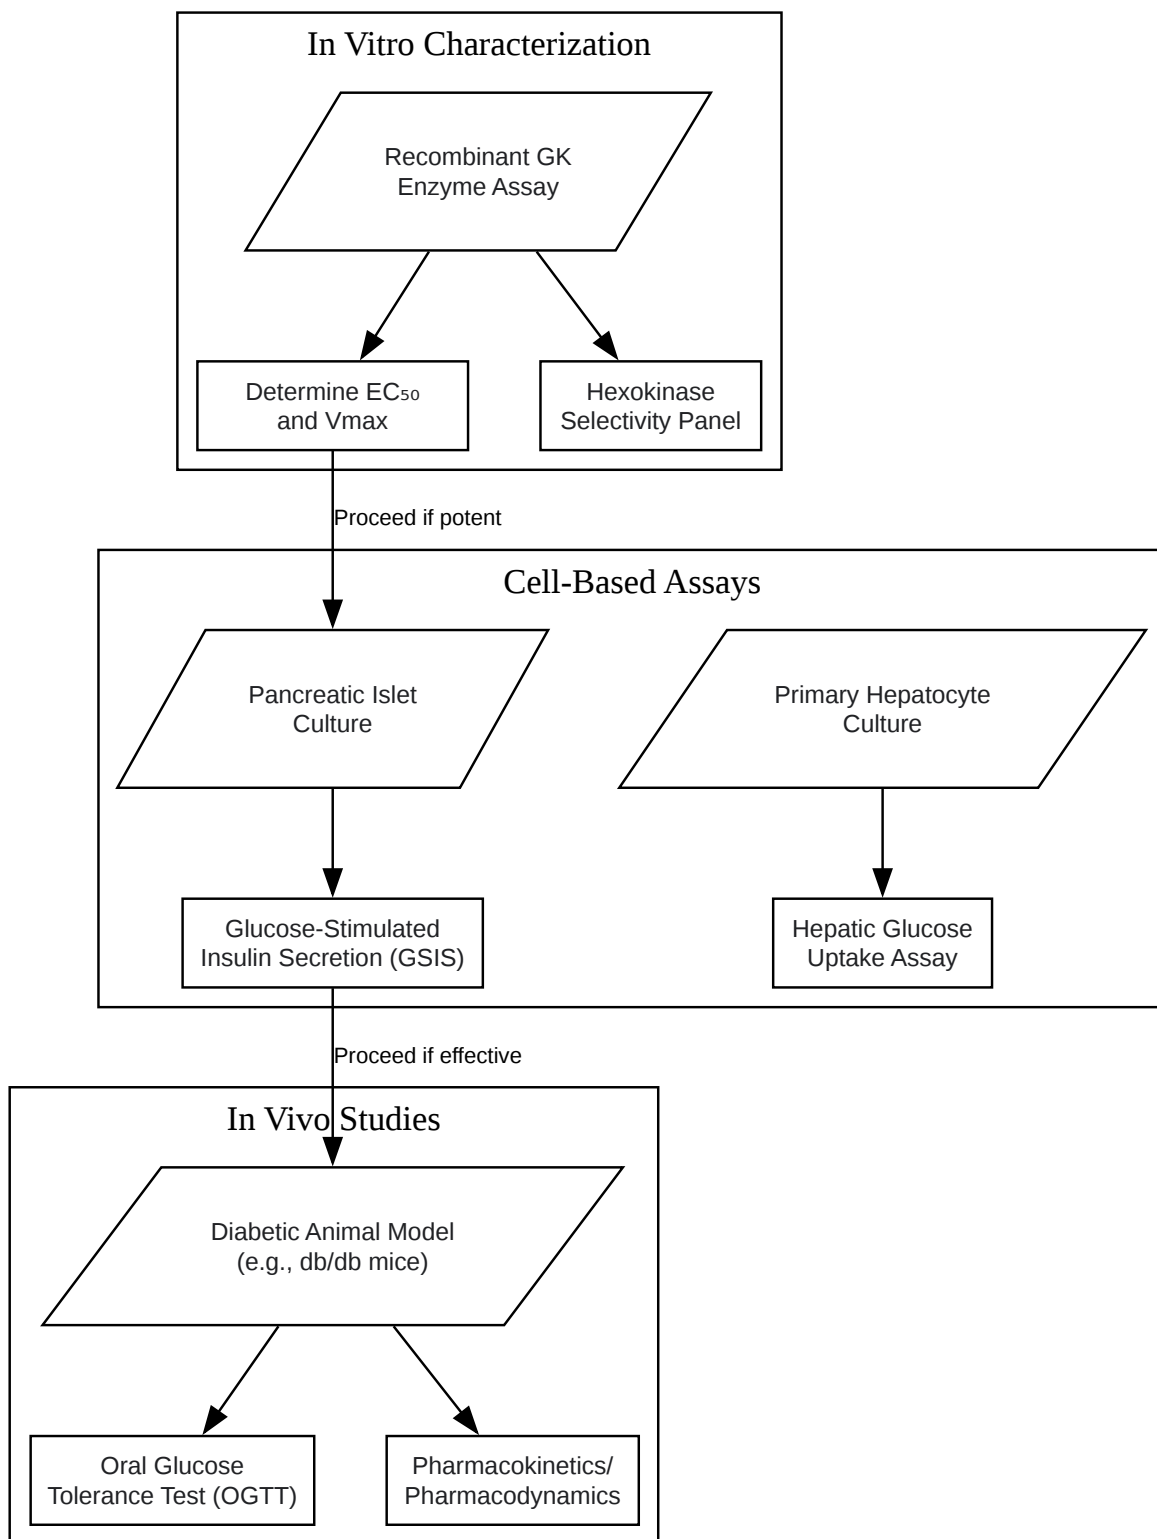 In Vitro Characterization
Recombinant GK
Enzyme Assay
Determine EC₅₀
and Vmax
Hexokinase
Selectivity Panel
Proceed if potent
Cell-Based Assays
Pancreatic Islet
Culture
Primary Hepatocyte
Culture
Glucose-Stimulated
Insulin Secretion (GSIS)
Hepatic Glucose
Uptake Assay
Proceed if effective
In Vivo Studies
Diabetic Animal Model
(e.g., db/db mice)
Oral Glucose
Tolerance Test (OGTT)
Pharmacokinetics/
Pharmacodynamics